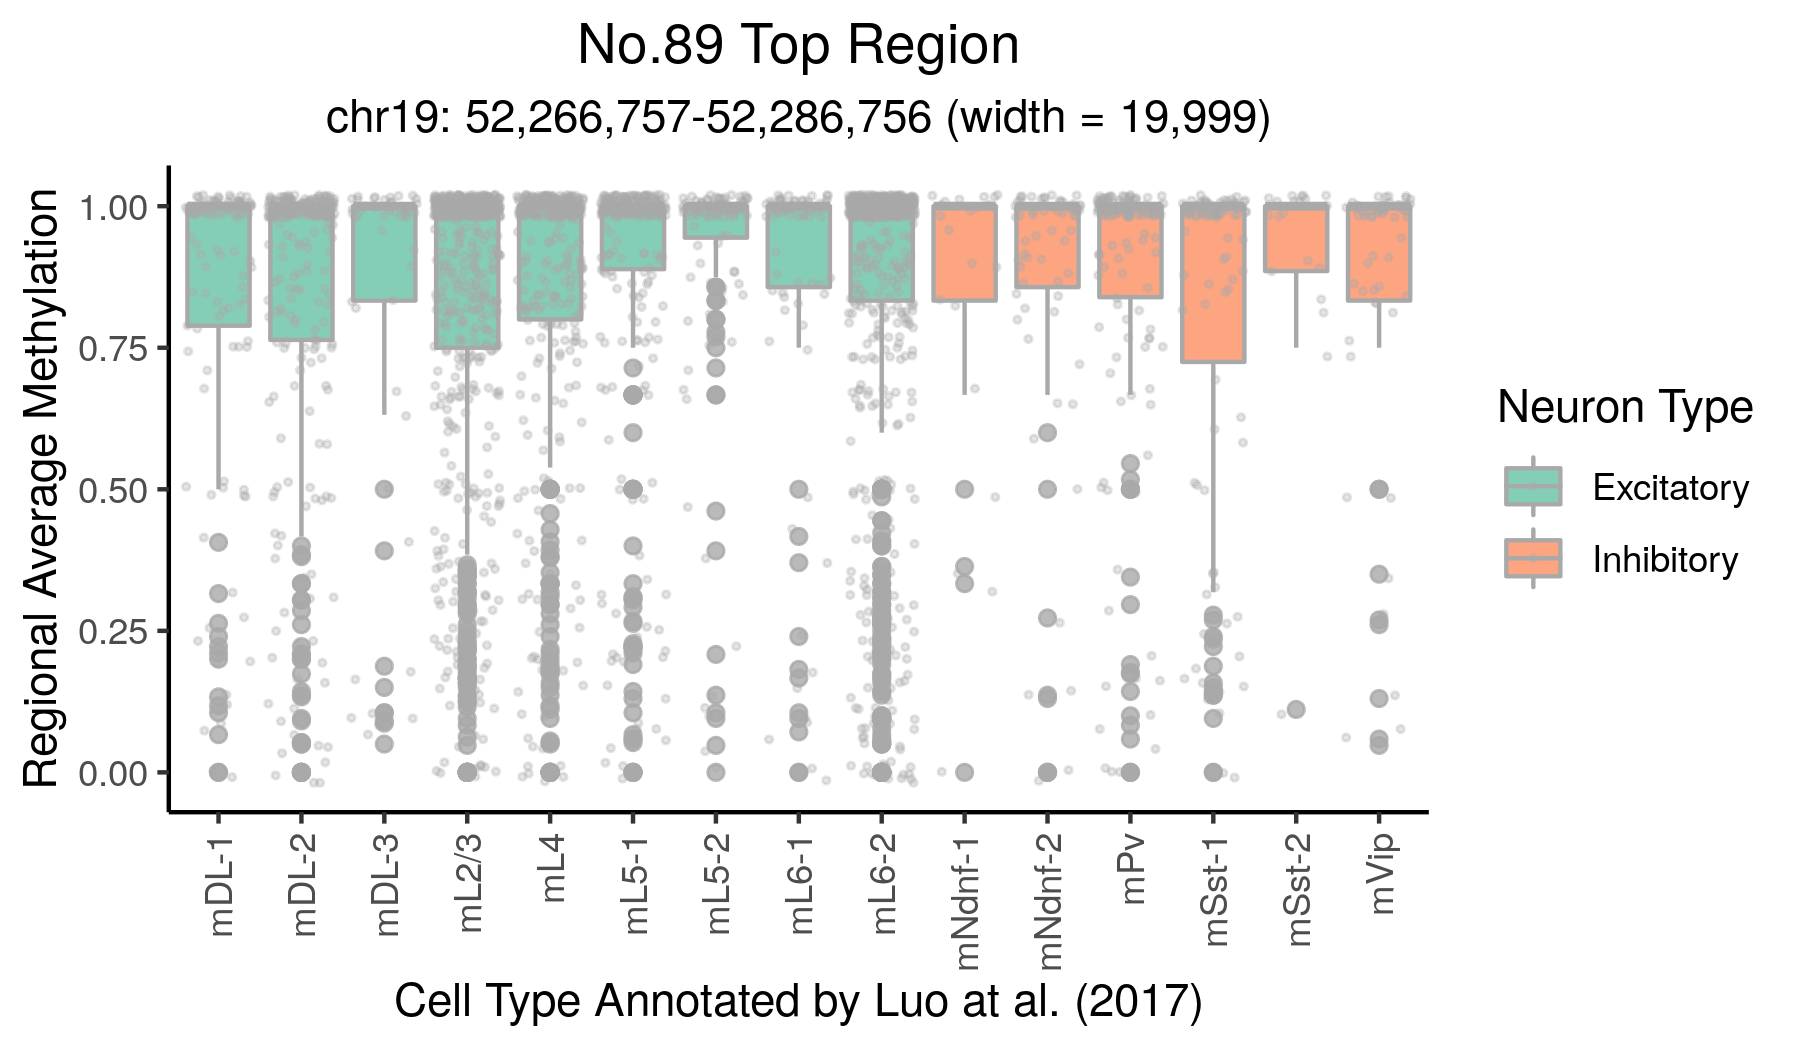 No.89 Top Region
chr19: 52,266,757-52,286,756 (width = 19,999)
Regional Average Methylation
1.00
0.75
0.50
0.25
0.00
mDL-1
mDL-2
mDL-3
mL2/3
mL4
mL5-1
mL5-2
mL6-1
mL6-2
mNdnf-1
mNdnf-2
mPv
mSst-1
mSst-2
mVip
Cell Type Annotated by Luo at al. (2017)
Neuron Type
Excitatory
Inhibitory